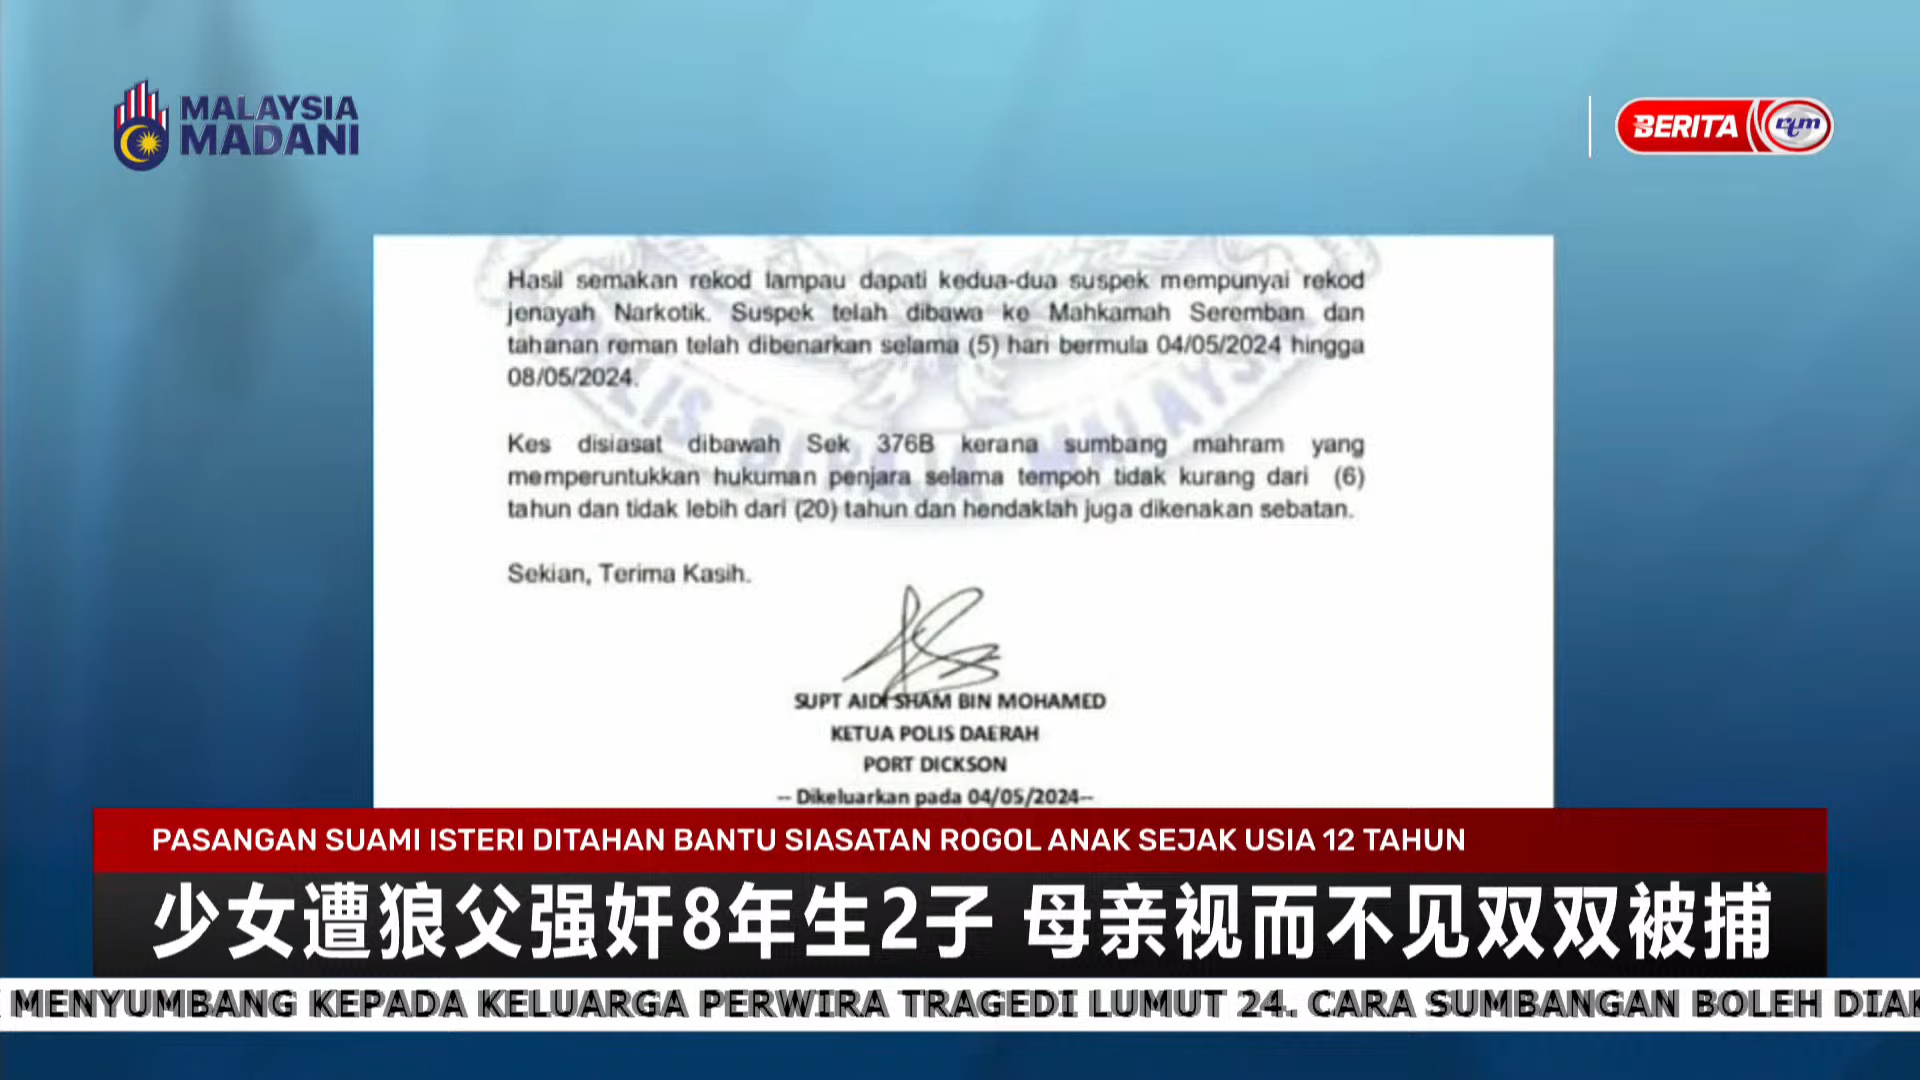 MALAYSIA
MADANI
BERITA rtm
Hasil semakan rekod lampau dapati kedua-dua suspek mempunyai rekod
jenayah Narkotik. Suspek telah dibawa ke Mahkamah Seremban dan
tahanan reman telah dibenarkan selama (5) hari bermula 04/05/2024 hingga
08/05/2024.
Kes disiasat dibawah Sek 376B kerana sumbang mahram yang
memperuntukkan hukuman penjara selama tempoh tidak kurang dari (6)
tahun dan tidak lebih dari (20) tahun dan hendaklah juga dikenakan sebatan.
Sekian, Terima Kasih.
SUPT AIDI SHAM BIN MOHAMED
KETUA POLIS DAERAH
PORT DICKSON
-- Dikeluarkan pada 04/05/2024--
POLIS DIRAJA MALAYSIA
PASANGAN SUAMI ISTERI DITAHAN BANTU SIASATAN ROGOL ANAK SEJAK USIA 12 TAHUN
少女遭狼父强奸8年生2子 母亲视而不见双双被捕
MENYUMBANG KEPADA KELUARGA PERWIRA TRAGEDI LUMUT 24. CARA SUMBANGAN BOLEH